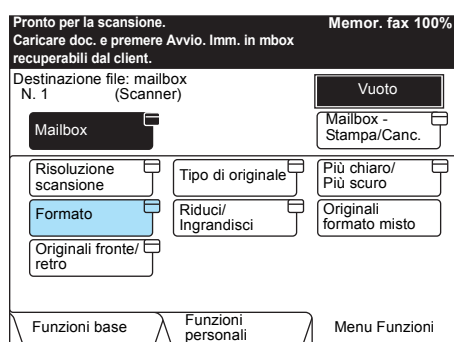 Pronto per la scansione. Memor. fax 100%
Caricare doc. e premere Avvio. Imm. in mbox
recuperabili dal client.
Destinazione file: mailbox
N. 1 (Scanner)
Vuoto
Mailbox
Mailbox -
Stampa/Canc.
Risoluzione
scansione
Tipo di originale
Più chiaro/
Più scuro
Formato
Riduci/
Ingrandisci
Originali
formato misto
Originali fronte/
retro
Funzioni base
Funzioni
personali
Menu Funzioni